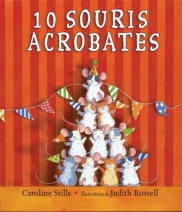 10 SOURIS
ACROBATES
Caroline Stills illustrations de Judith Rossell